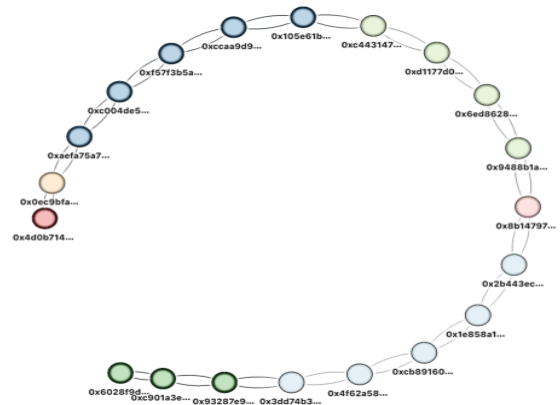 0x105e61b...
0xccaa9d9...
0xc443147...
0xf57f3b5a...
0xd1177d0...
0xc004de5...
0x6ed8628...
0xaefa75a7...
0x9488b1a...
0x0ec9bfa...
0x8b14797...
0x4d0b714...
0x2b443ec...
0x1e858a1...
0xcb89160...
0x4f62a58...
0x6028f9d...
0xc901a3e...
0x93287e9...
0x3dd74b3...